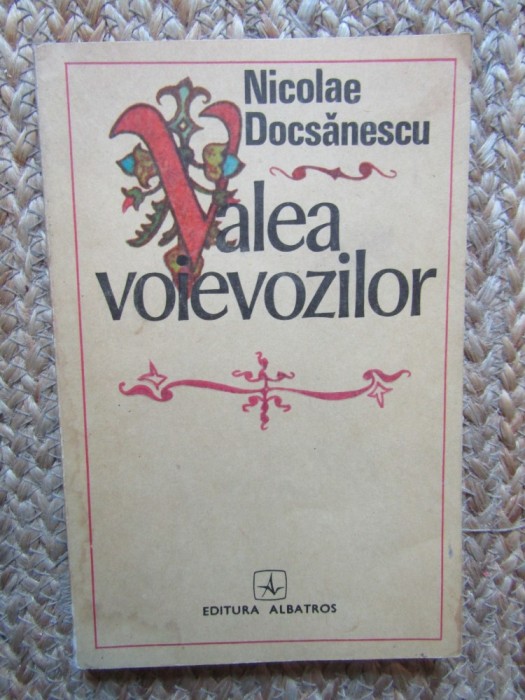 Nicolae
Docsănescu
Valea
voievozilor
EDITURA ALBATROS